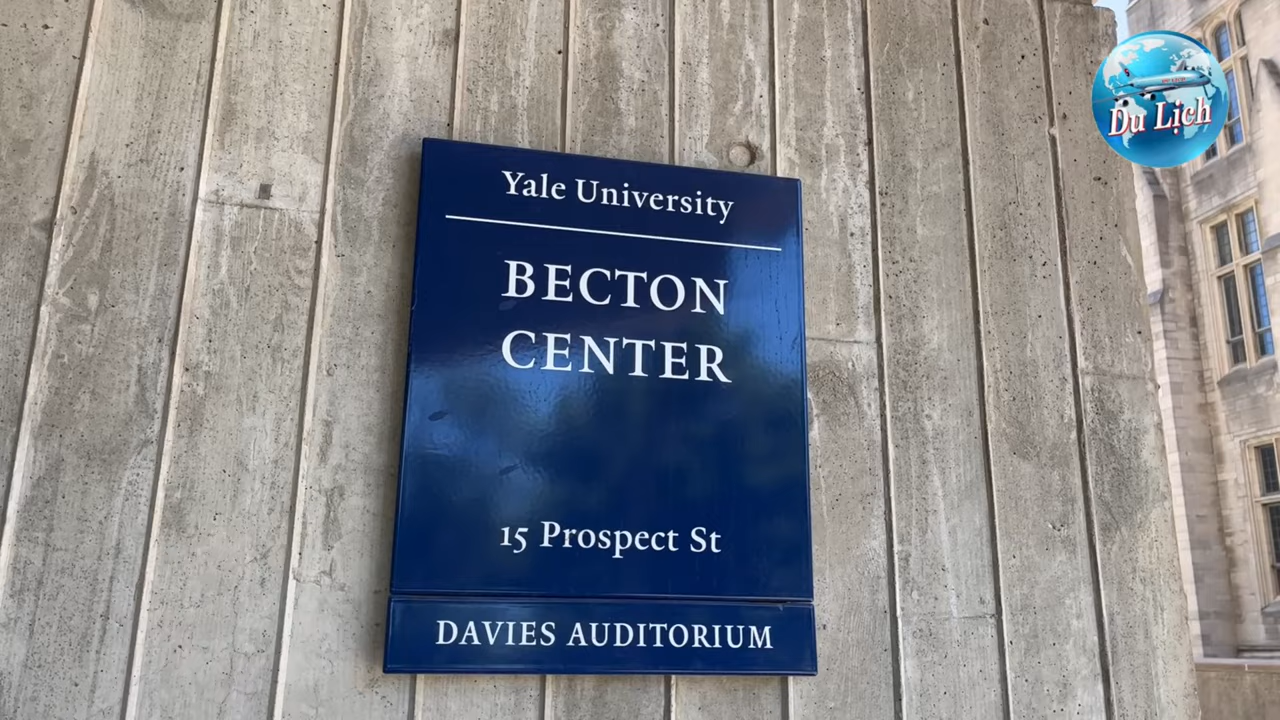 Yale University
BECTON
CENTER
15 Prospect St
DAVIES AUDITORIUM
Du Lịch